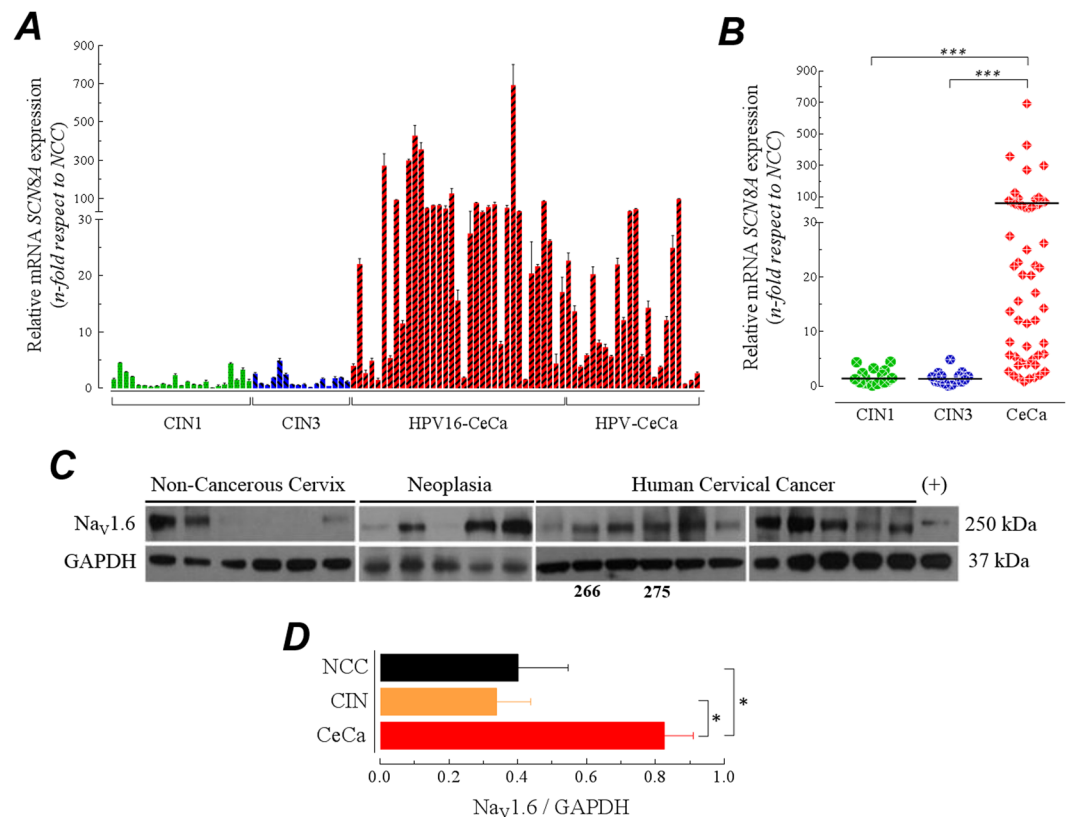 A
Relative mRNA SCN8A expression
(n-fold respect to NCC)
900
700
500
300
100
30
20
10
0
CIN1
CIN3
HPV16-CeCa
HPV-CeCa
B
Relative mRNA SCN8A expression
(n-fold respect to NCC)
900
700
500
300
100
30
20
10
0
***
***
CIN1
CIN3
CeCa
C
Non-Cancerous Cervix
Neoplasia
Human Cervical Cancer
(+)
NaV1.6
250 kDa
GAPDH
37 kDa
266
275
D
NCC
CIN
CeCa
*
*
0.0
0.2
0.4
0.6
0.8
1.0
NaV1.6 / GAPDH